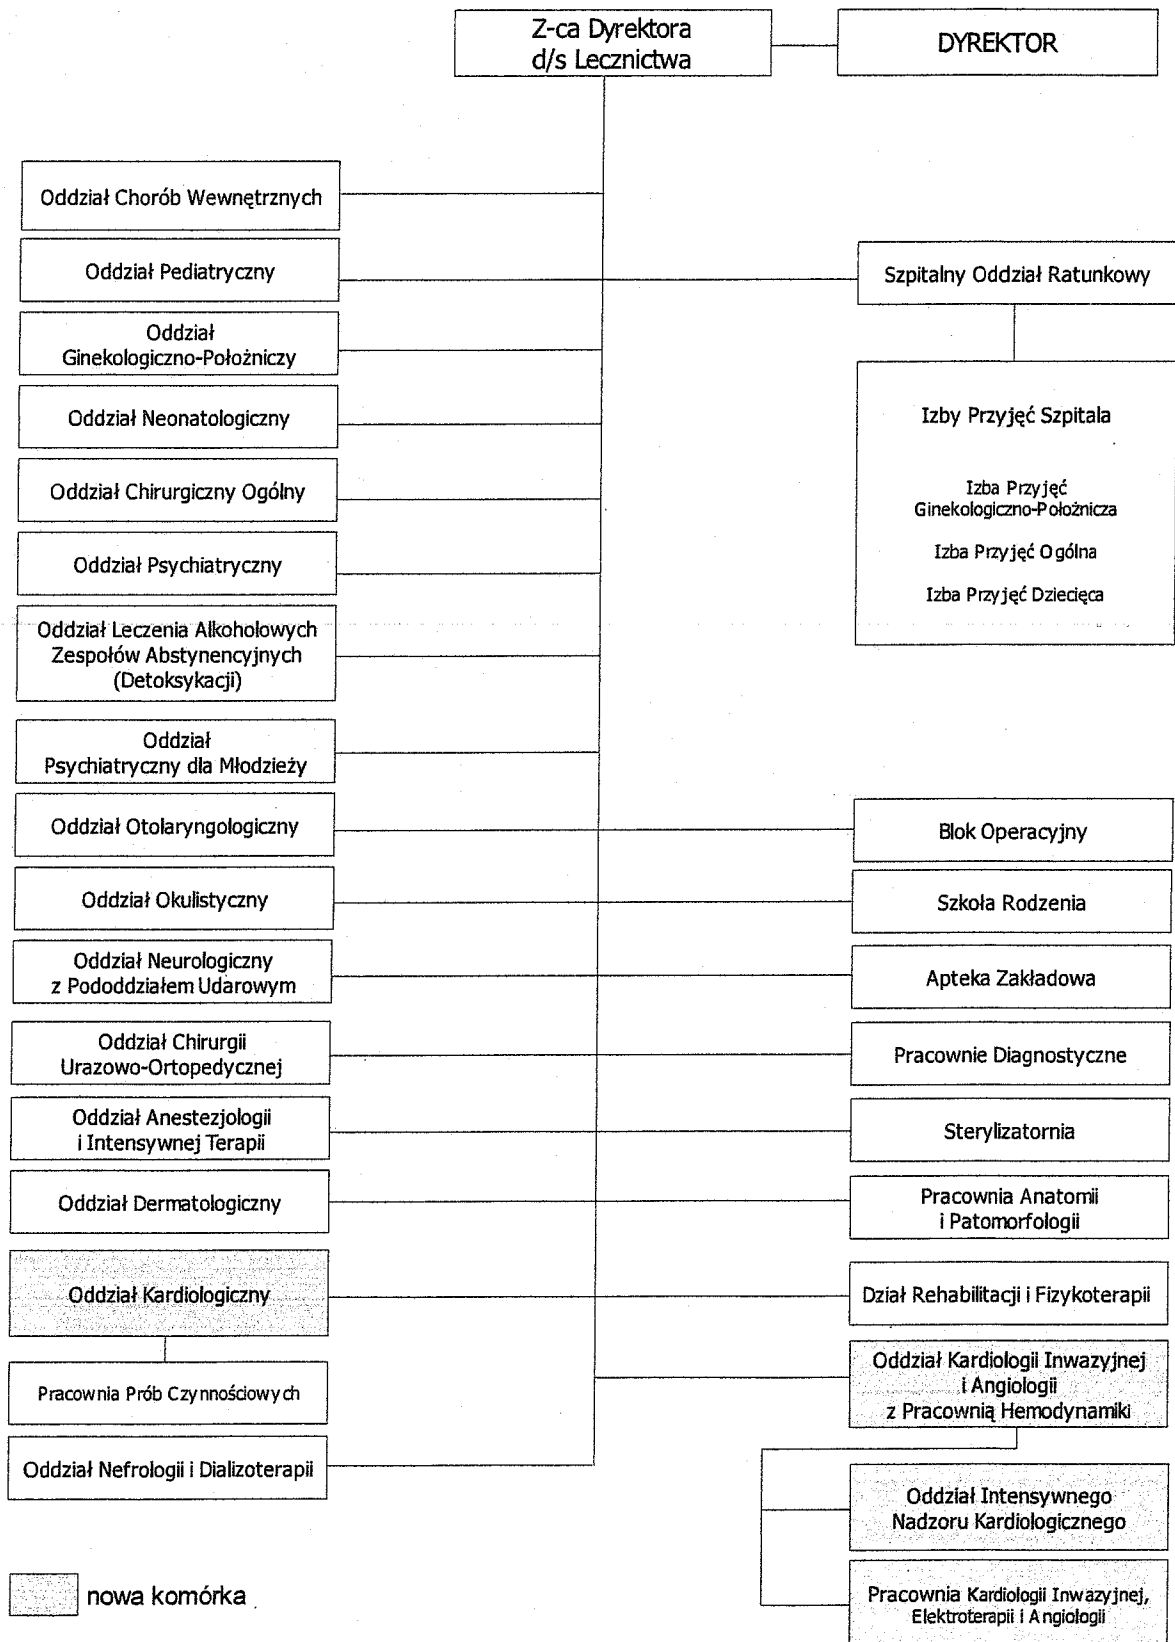 Z-ca Dyrektora
d/s Lecznictwa
DYREKTOR
Oddział Chorób Wewnętrznych
Oddział Pediatryczny
Szpitalny Oddział Ratunkowy
Oddział
Ginekologiczno-Położniczy
Izby Przyjęć Szpitala
Izba Przyjęć
Ginekologiczno-Położnicza
Izba Przyjęć Ogólna
Izba Przyjęć Dziecięca
Oddział Neonatologiczny
Oddział Chirurgiczny Ogólny
Oddział Psychiatryczny
Oddział Leczenia Alkoholowych
Zespołów Abstynencyjnych
(Detoksykacji)
Oddział
Psychiatryczny dla Młodzieży
Oddział Otolaryngologiczny
Blok Operacyjny
Oddział Okulistyczny
Szkoła Rodzenia
Oddział Neurologiczny
z Pododdziałem Udarowym
Apteka Zakładowa
Oddział Chirurgii
Urazowo-Ortopedycznej
Pracownie Diagnostyczne
Oddział Anestezjologii
i Intensywnej Terapii
Sterylizatornia
Oddział Dermatologiczny
Pracownia Anatomii
i Patomorfologii
Oddział Kardiologiczny
Dział Rehabilitacji i Fizykoterapii
Pracownia Prób Czynnościowych
Oddział Kardiologii Inwazyjnej
i Angiologii
z Pracownią Hemodynamiki
Oddział Nefrologii i Dializoterapii
Oddział Intensywnego
Nadzoru Kardiologicznego
Pracownia Kardiologii Inwazyjnej,
Elektroterapii i Angiologii
nowa komórka